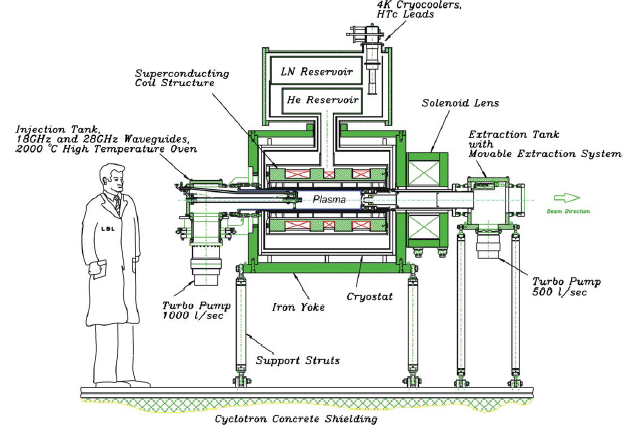 4K Cryocoolers,
HTc Leads
LN Reservoir
He Reservoir
Superconducting
Coil Structure
Solenoid Lens
Injection Tank,
18GHz and 28GHz Waveguides,
2000 °C High Temperature Oven
Extraction Tank
with
Movable Extraction System
LBL
Plasma
Beam Direction
Turbo Pump
1000 l/sec
Iron Yoke
Cryostat
Turbo Pump
500 l/sec
Support Struts
Cyclotron Concrete Shielding